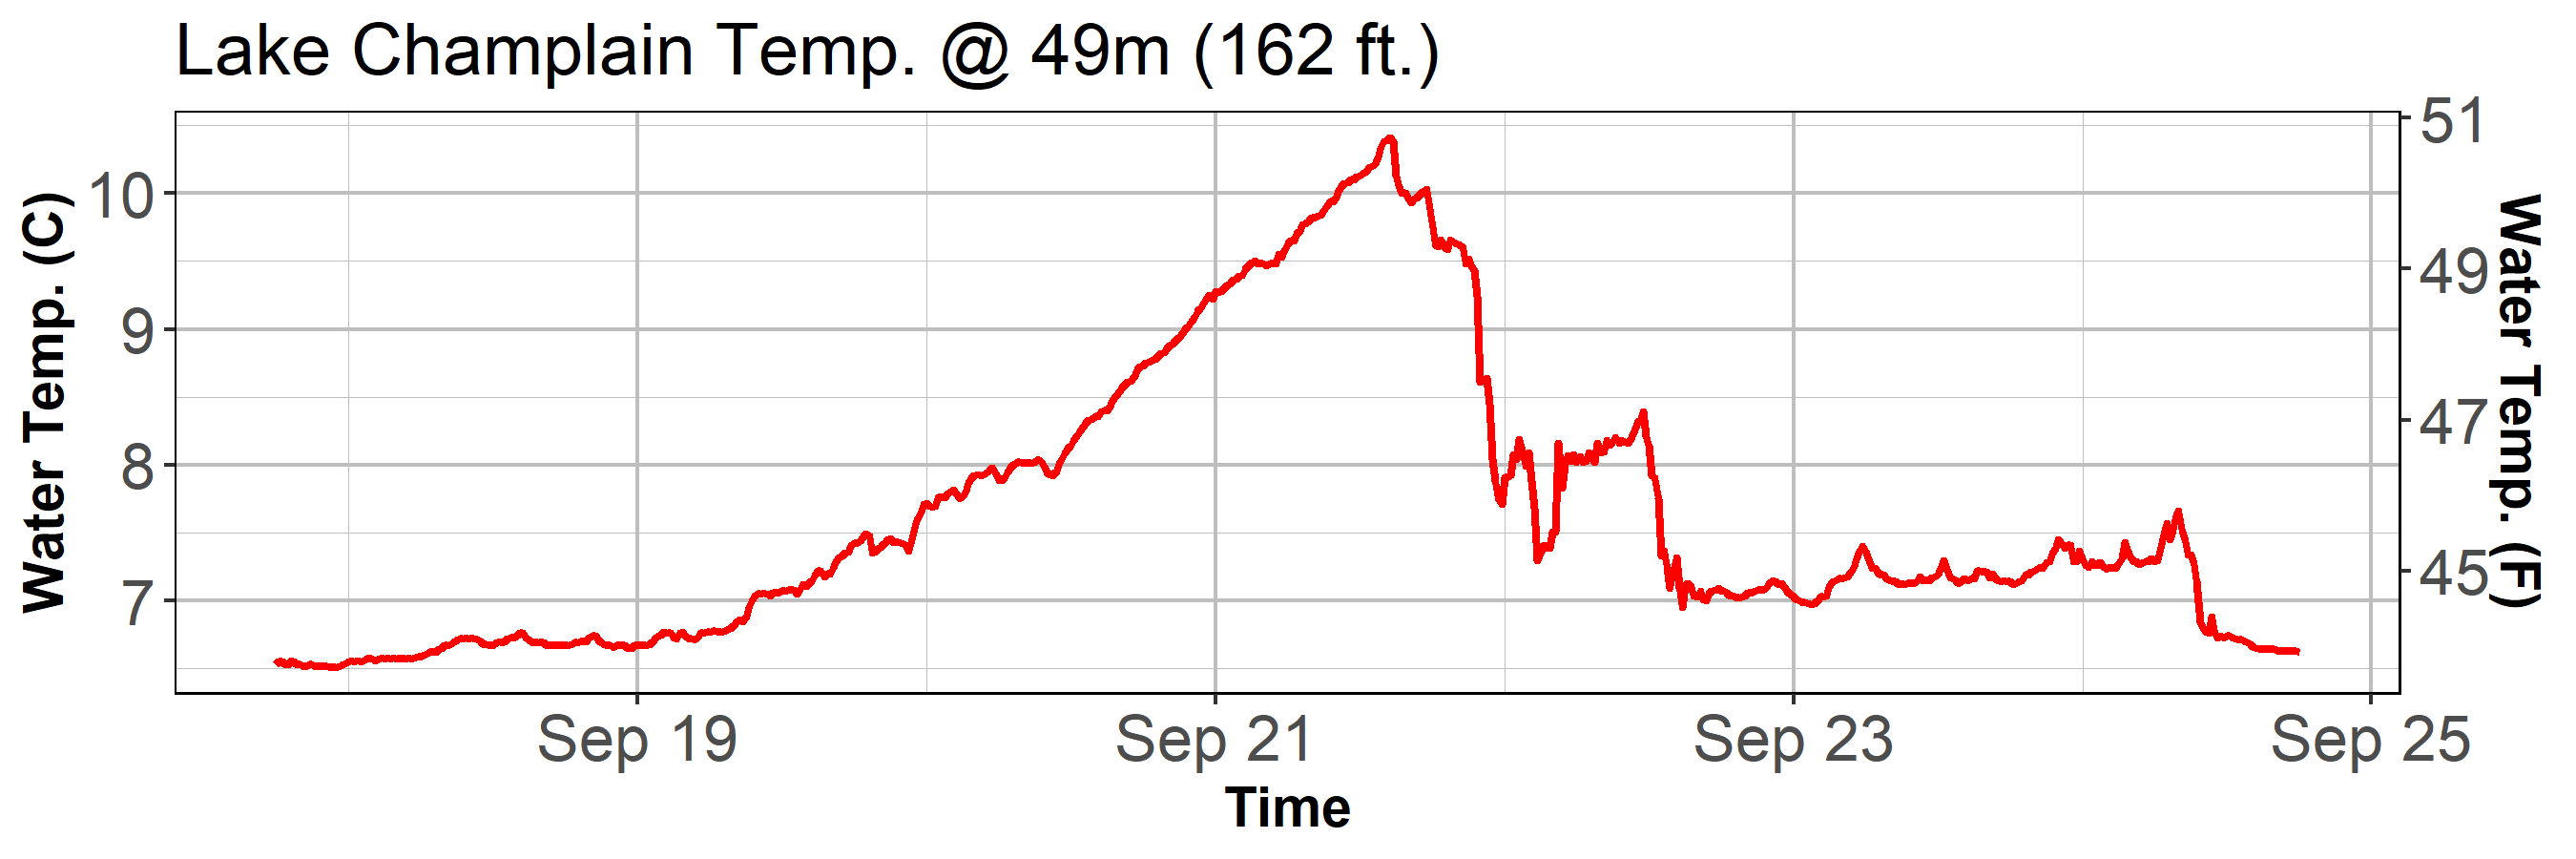 Lake Champlain Temp. @ 49m (162 ft.)
Water Temp. (C)
10
9
8
7
51
49
47
45
Water Temp. (F)
Sep 19
Sep 21
Sep 23
Sep 25
Time